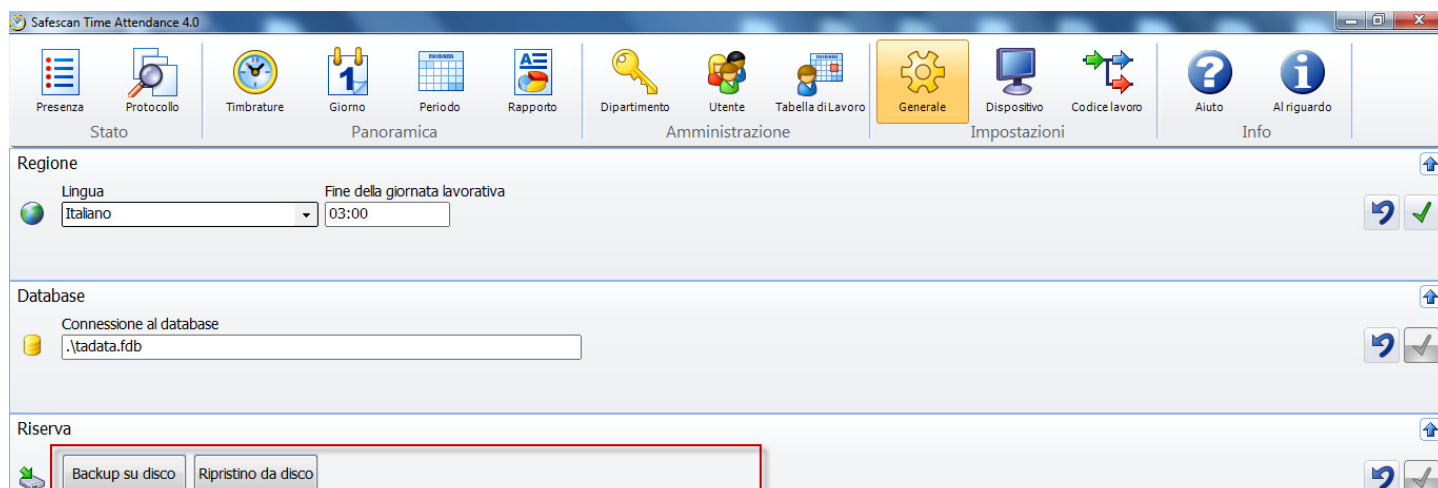 Safescan Time Attendance 4.0
Presenza Protocollo Timbrature Giorno Periodo Rapporto Dipartimento Utente Tabella di Lavoro Generale Dispositivo Codice lavoro Aiuto Al riguardo
Stato Panoramica Amministrazione Impostazioni Info
Regione
Lingua Fine della giornata lavorativa
Italiano 03:00
Database
Connessione al database
.\tadata.fdb
Riserva
Backup su disco Ripristino da disco